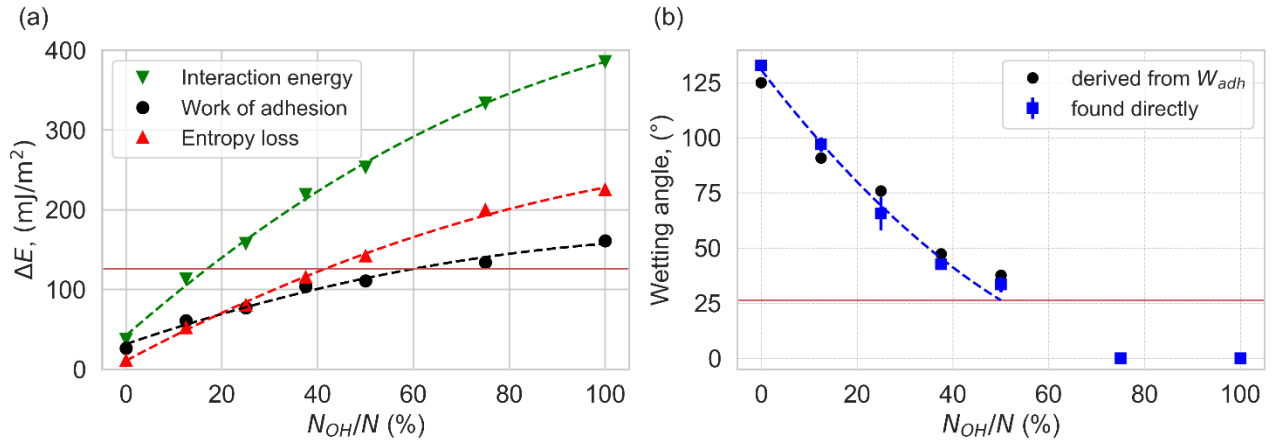 (a)
400
300
200
100
0
ΔE, (mJ/m²)
Interaction energy
Work of adhesion
Entropy loss
0 20 40 60 80 100
N_OH/N (%)
(b)
125
100
75
50
25
0
Wetting angle, (°)
derived from W_adh
found directly
0 20 40 60 80 100
N_OH/N (%)